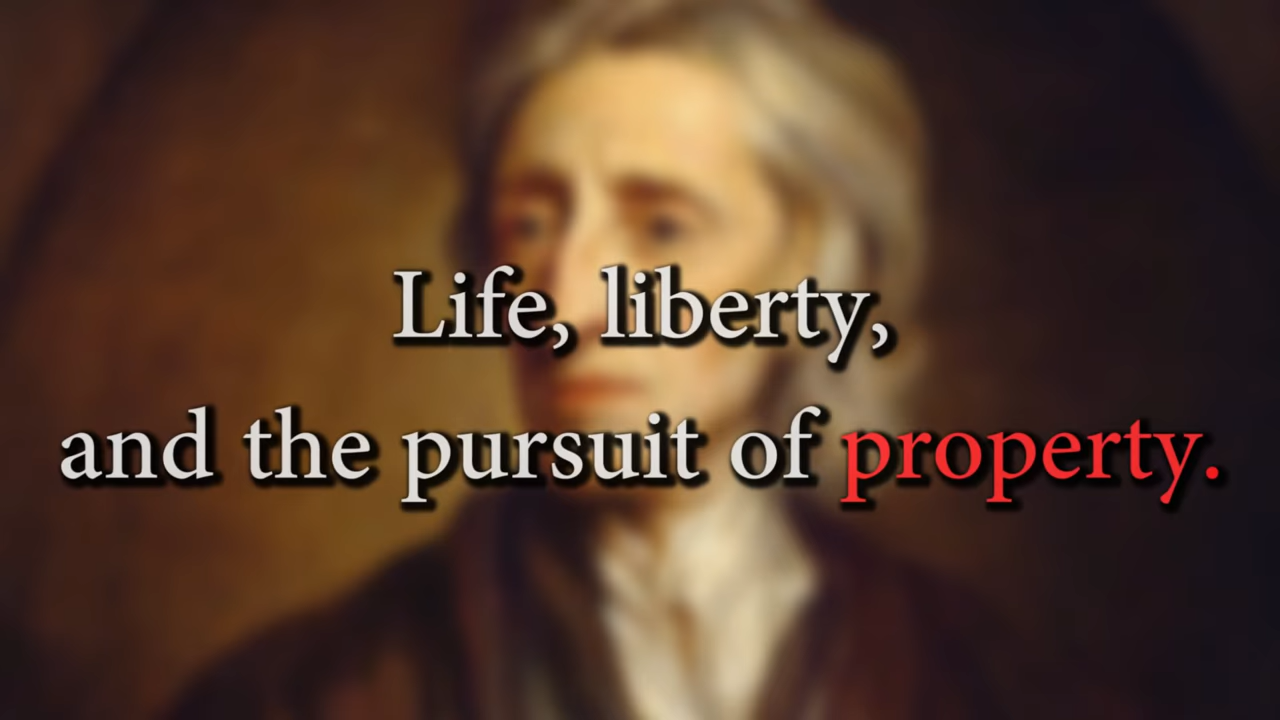 Life, liberty,
and the pursuit of property.